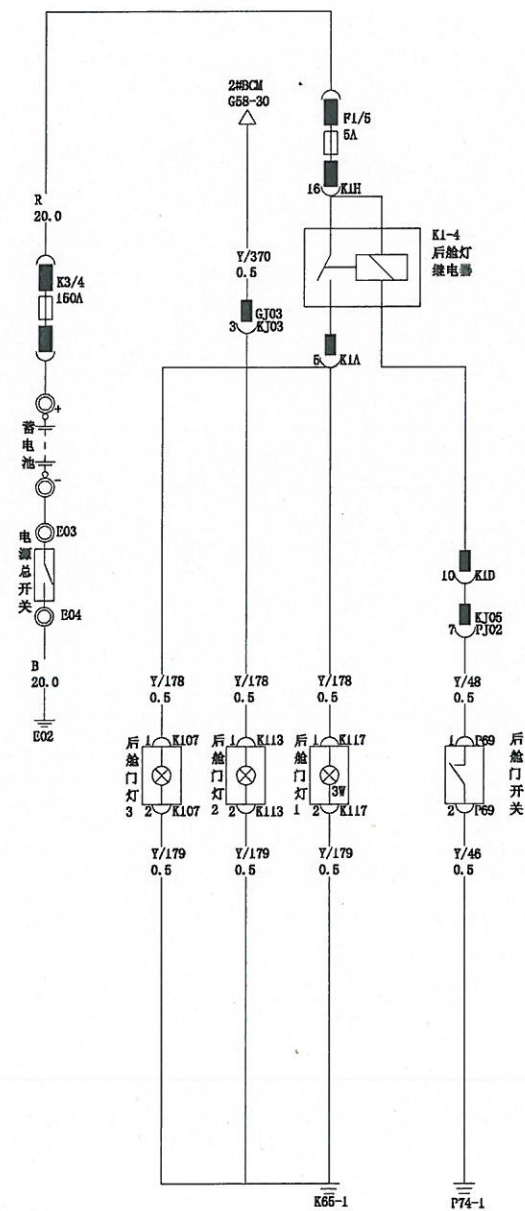 2#BCM
G58-30
F1/5
5A
16 K1H
R
20.0
K1-4
后舱灯
继电器
Y/370
0.5
K3/4
150A
GJ03
3 KJ03
5 K1A
+
蓄电池
-
E03
电源总开关
E04
10 K1D
KJ05
7 PJ02
B
20.0
E02
Y/178
0.5
Y/178
0.5
Y/178
0.5
Y/48
0.5
后舱门灯3
1 K107
2 K107
后舱门灯2
1 K113
2 K113
后舱门灯1
1 K117
3W
2 K117
1 P69
2 P69
后舱门开关
Y/179
0.5
Y/179
0.5
Y/179
0.5
Y/46
0.5
K65-1
P74-1